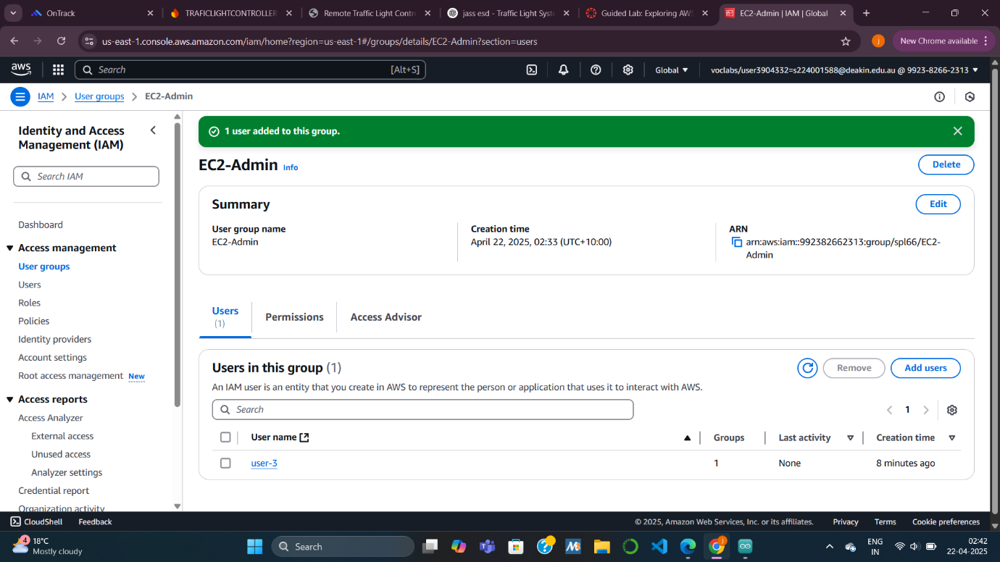 OnTrack
TRAFICLIGHTCONTROLLER
Remote Traffic Light Contr
jass esd - Traffic Light Syste
Guided Lab: Exploring AWS
EC2-Admin | IAM | Global
us-east-1.console.aws.amazon.com/iam/home?region=us-east-1#/groups/details/EC2-Admin?section=users
j
New Chrome available
aws
Search
[Alt+S]
Global
voclabs/user3904332=s224001588@deakin.edu.au @ 9923-8266-2313
IAM
User groups
EC2-Admin
Identity and Access
Management (IAM)
Search IAM
Dashboard
Access management
User groups
Users
Roles
Policies
Identity providers
Account settings
Root access management New
Access reports
Access Analyzer
External access
Unused access
Analyzer settings
Credential report
Organization activity
1 user added to this group.
EC2-Admin Info
Delete
Summary
Edit
User group name
EC2-Admin
Creation time
April 22, 2025, 02:33 (UTC+10:00)
ARN
arn:aws:iam::992382662313:group/spl66/EC2-
Admin
Users
(1)
Permissions
Access Advisor
Users in this group (1)
Remove
Add users
An IAM user is an entity that you create in AWS to represent the person or application that uses it to interact with AWS.
Search
1
User name
Groups
Last activity
Creation time
user-3
1
None
8 minutes ago
CloudShell
Feedback
© 2025, Amazon Web Services, Inc. or its affiliates.
Privacy
Terms
Cookie preferences
4
18°C
Mostly cloudy
Search
j
ENG
IN
02:42
22-04-2025